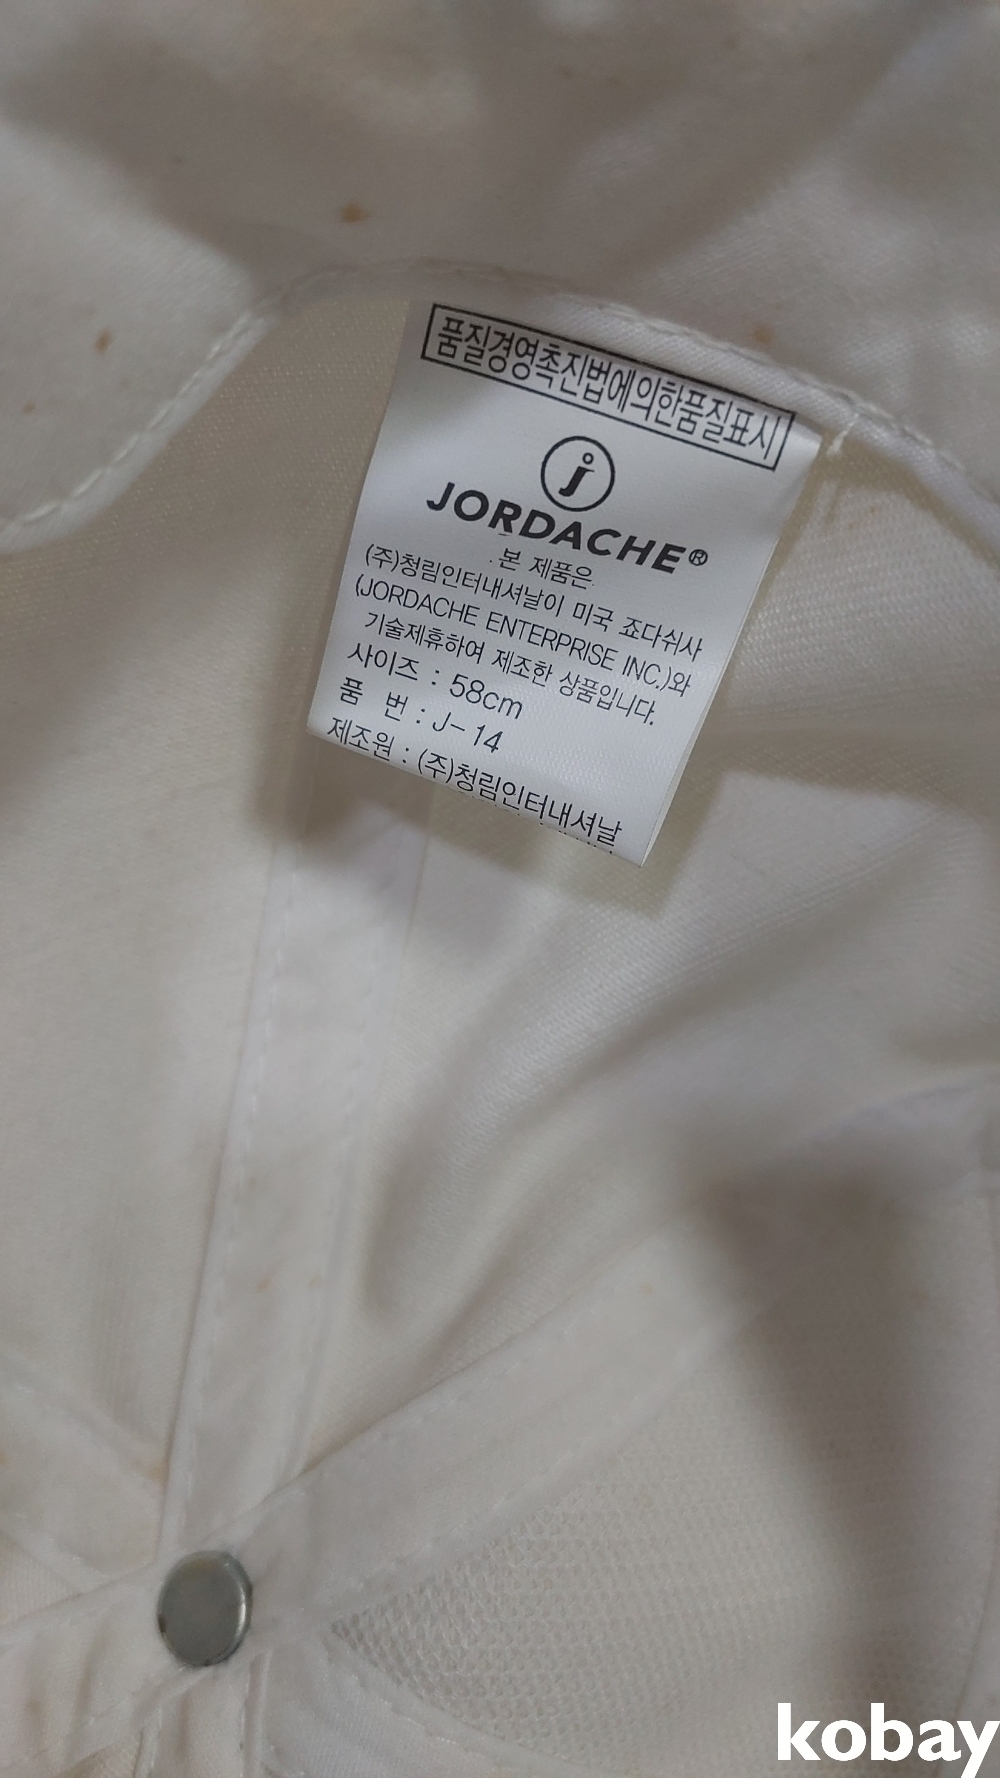 품질경영촉진법에의한품질표시
j
JORDACHE®
본 제품은
(주)청림인터내셔날이 미국 죠다쉬사
(JORDACHE ENTERPRISE INC.)와
기술제휴하여 제조한 상품입니다.
사이즈 : 58cm
품 번 : J-14
제조원 : (주)청림인터내셔날
kobay